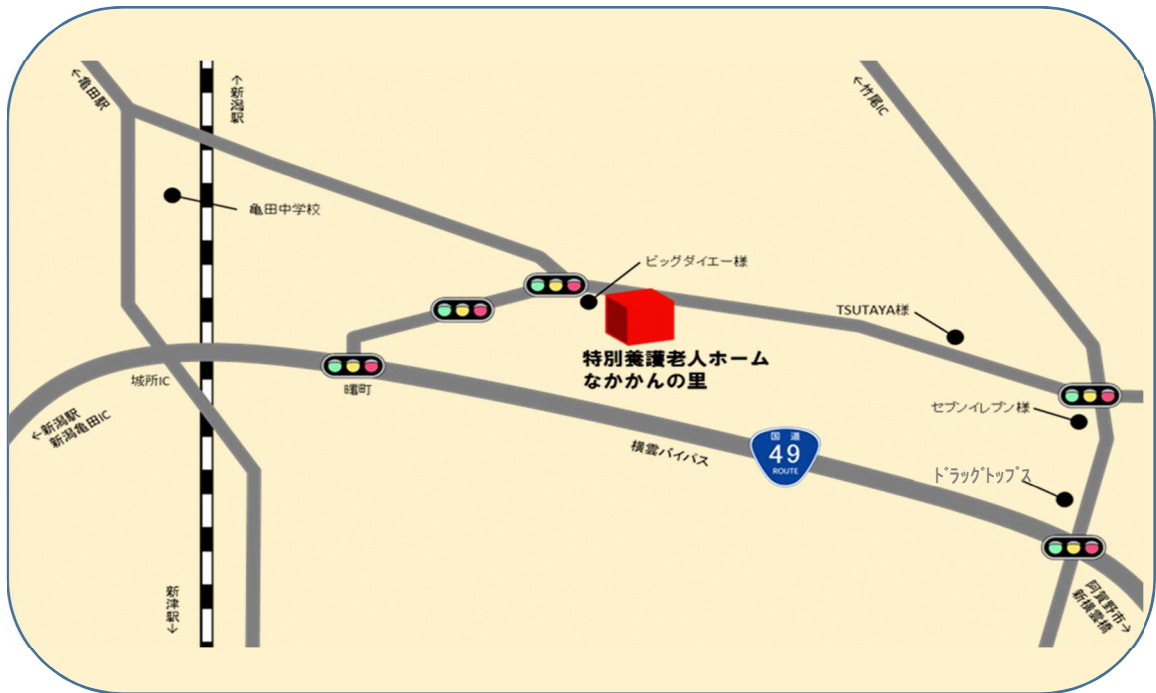 ←亀田駅
↑新潟駅
←竹尾IC
亀田中学校
ビッグダイエー様
TSUTAYA様
特別養護老人ホーム
なかかんの里
曙町
城所IC
セブンイレブン様
←新潟駅
新潟亀田IC
国道
49
ROUTE
横雲バイパス
ﾄﾞﾗｯｸﾞﾄｯﾌﾟｽ
新津駅↓
阿賀野市→
新横雲橋